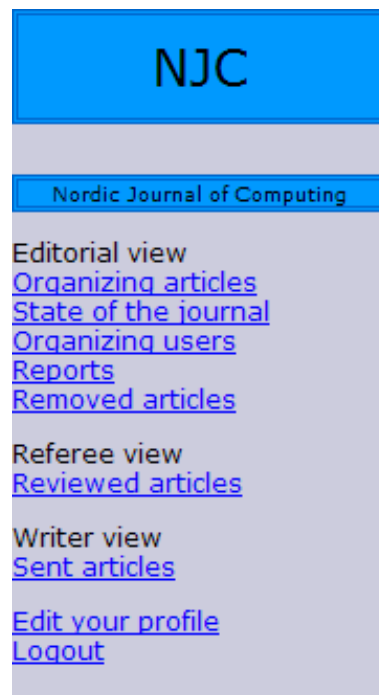 NJC
Nordic Journal of Computing
Editorial view
Organizing articles
State of the journal
Organizing users
Reports
Removed articles
Referee view
Reviewed articles
Writer view
Sent articles
Edit your profile
Logout